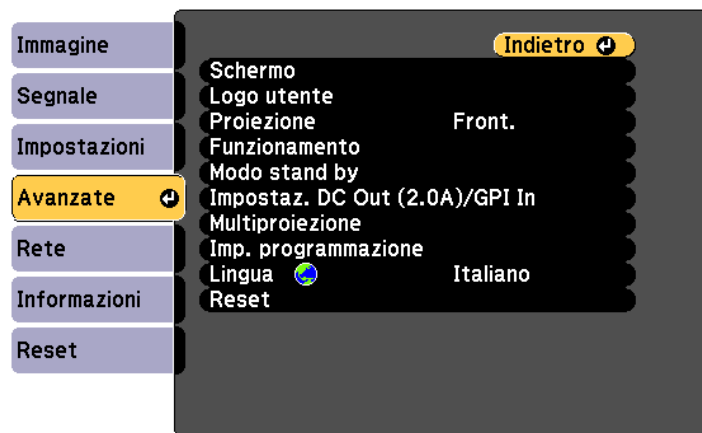 Immagine
Segnale
Impostazioni
Avanzate
Rete
Informazioni
Reset
Indietro
Schermo
Logo utente
Proiezione Front.
Funzionamento
Modo stand by
Impostaz. DC Out (2.0A)/GPI In
Multiproiezione
Imp. programmazione
Lingua Italiano
Reset